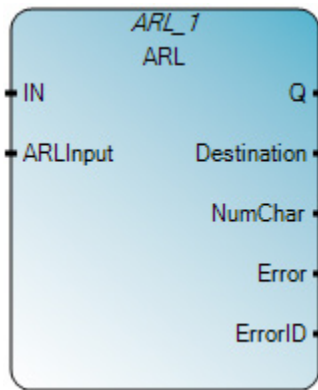 ARL_1
ARL
IN Q
ARLInput Destination
NumChar
Error
ErrorID